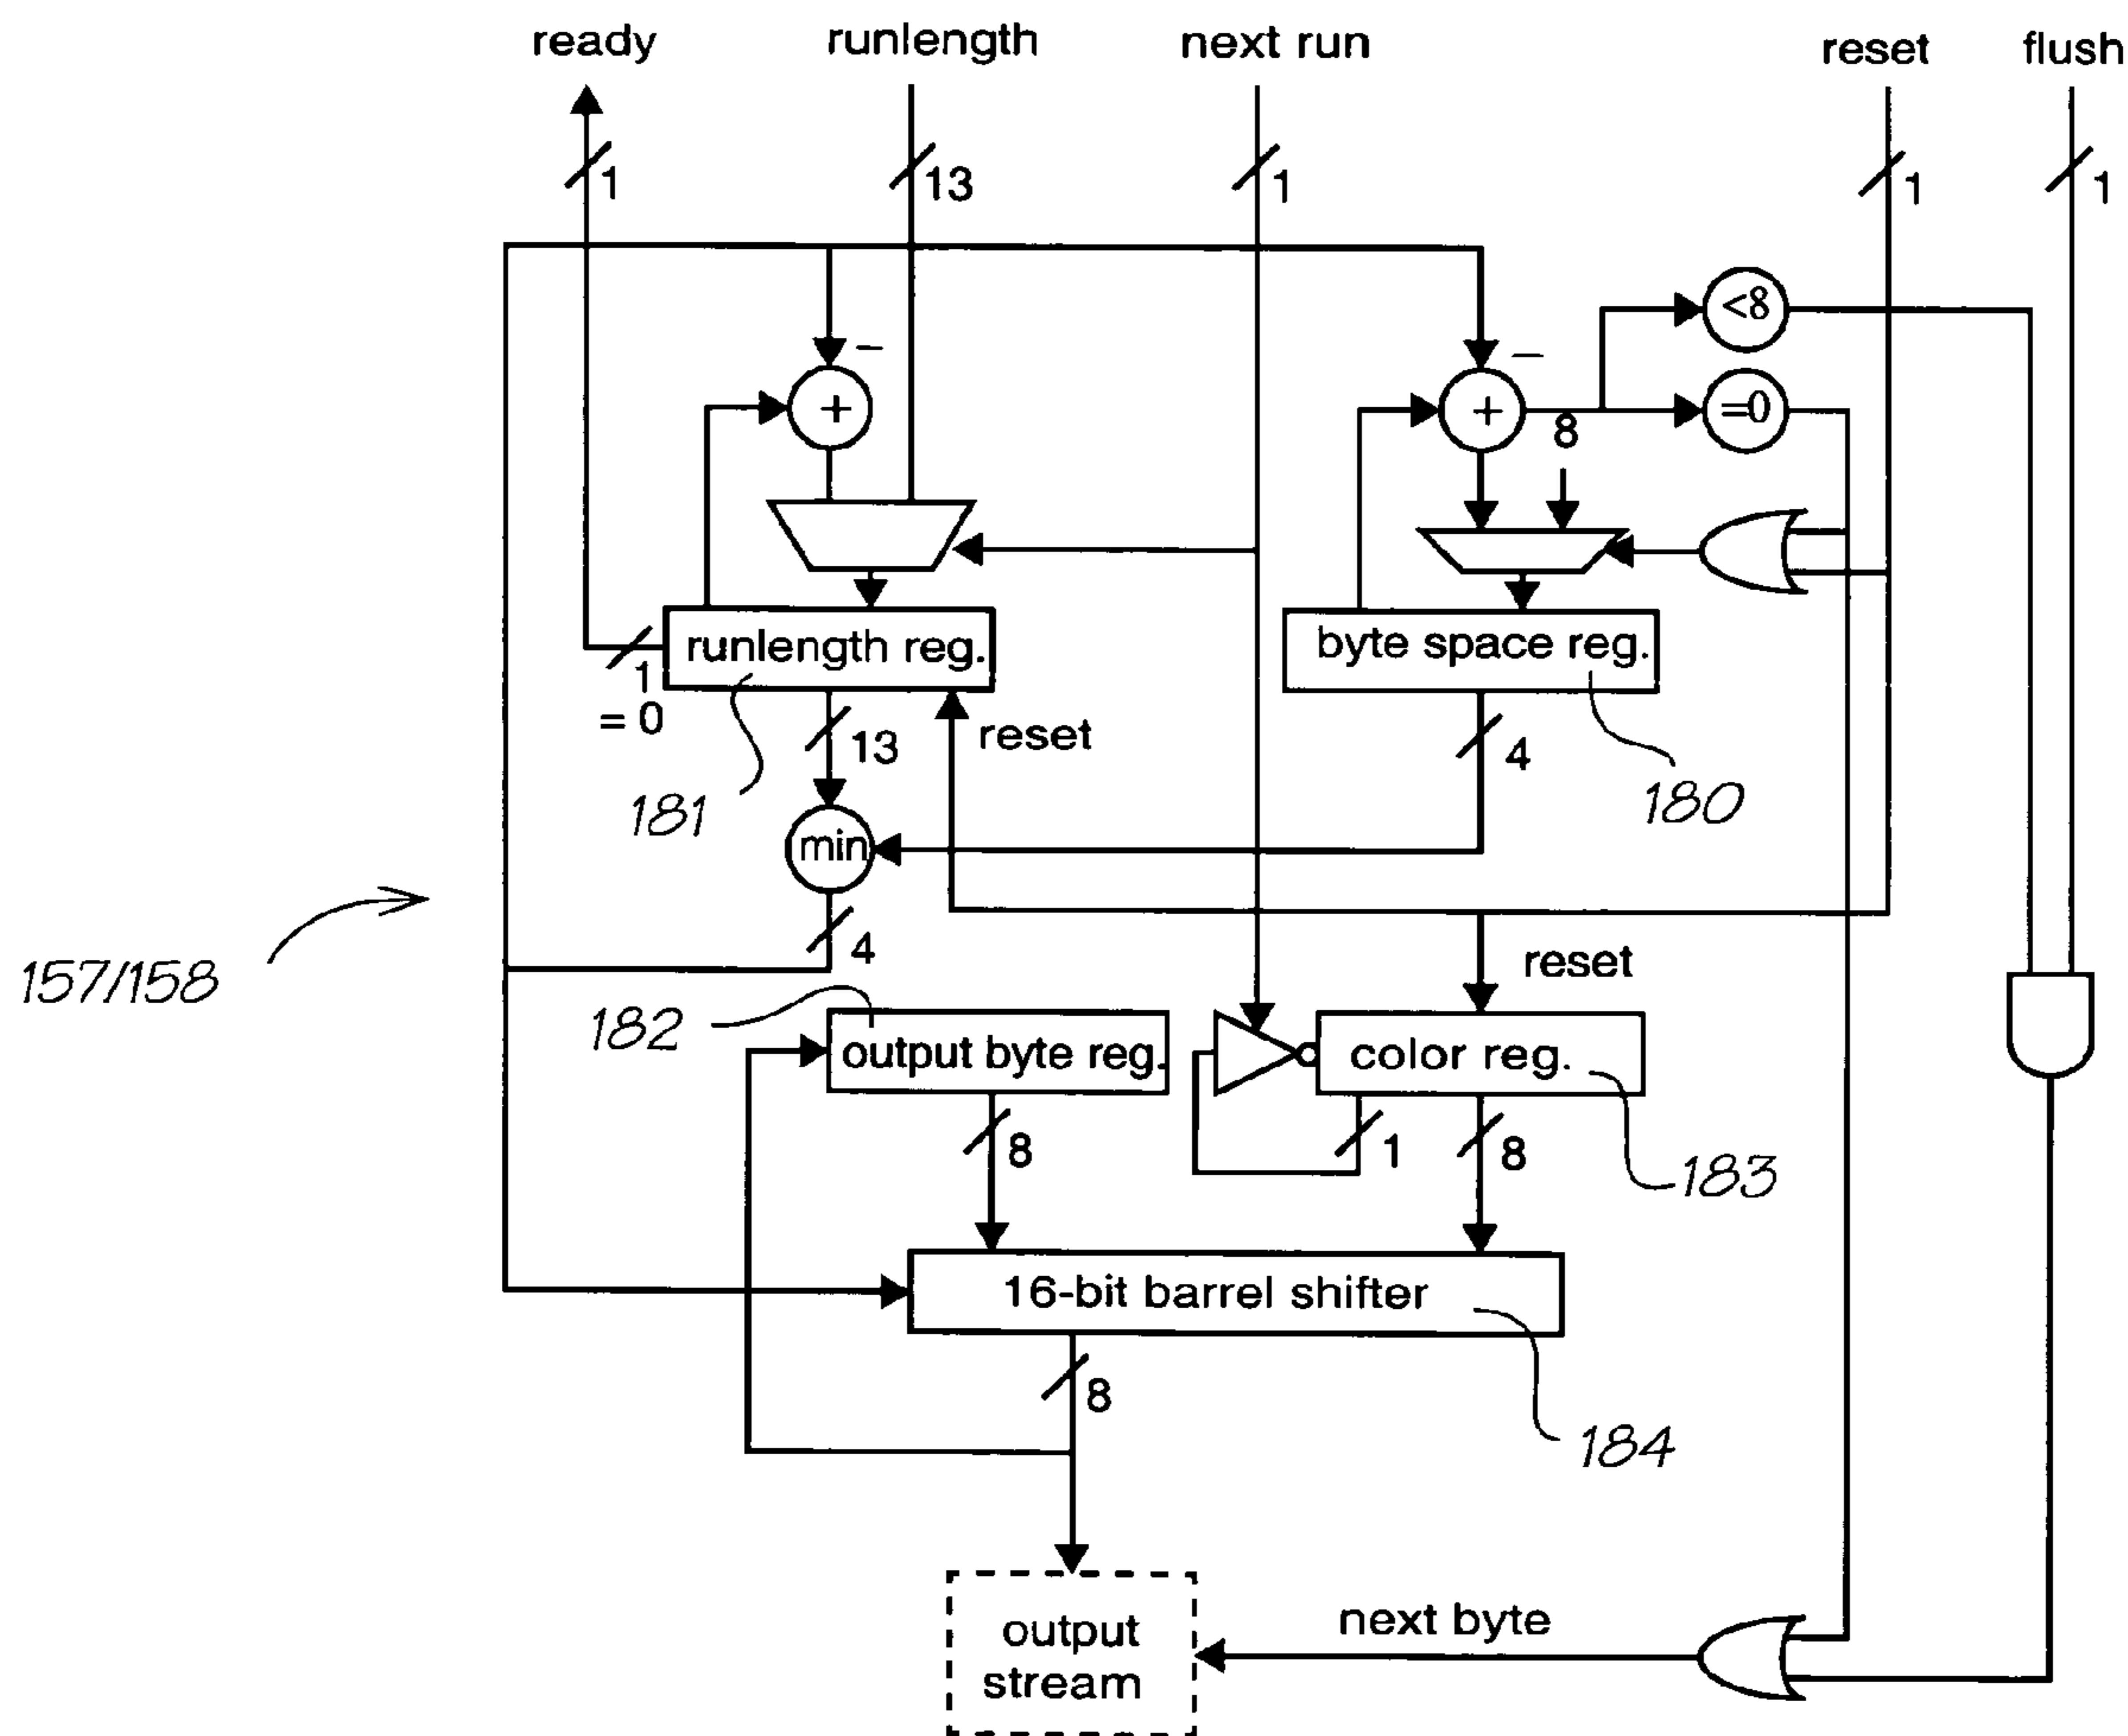 ready
runlength
next run
reset
flush
1
13
1
1
1
<8
−
−
+
+
=0
8
runlength reg.
byte space reg.
1
= 0
13
reset
4
181
180
min
4
reset
157/158
182
output byte reg.
color reg.
8
1
8
183
16-bit barrel shifter
8
184
next byte
output
stream